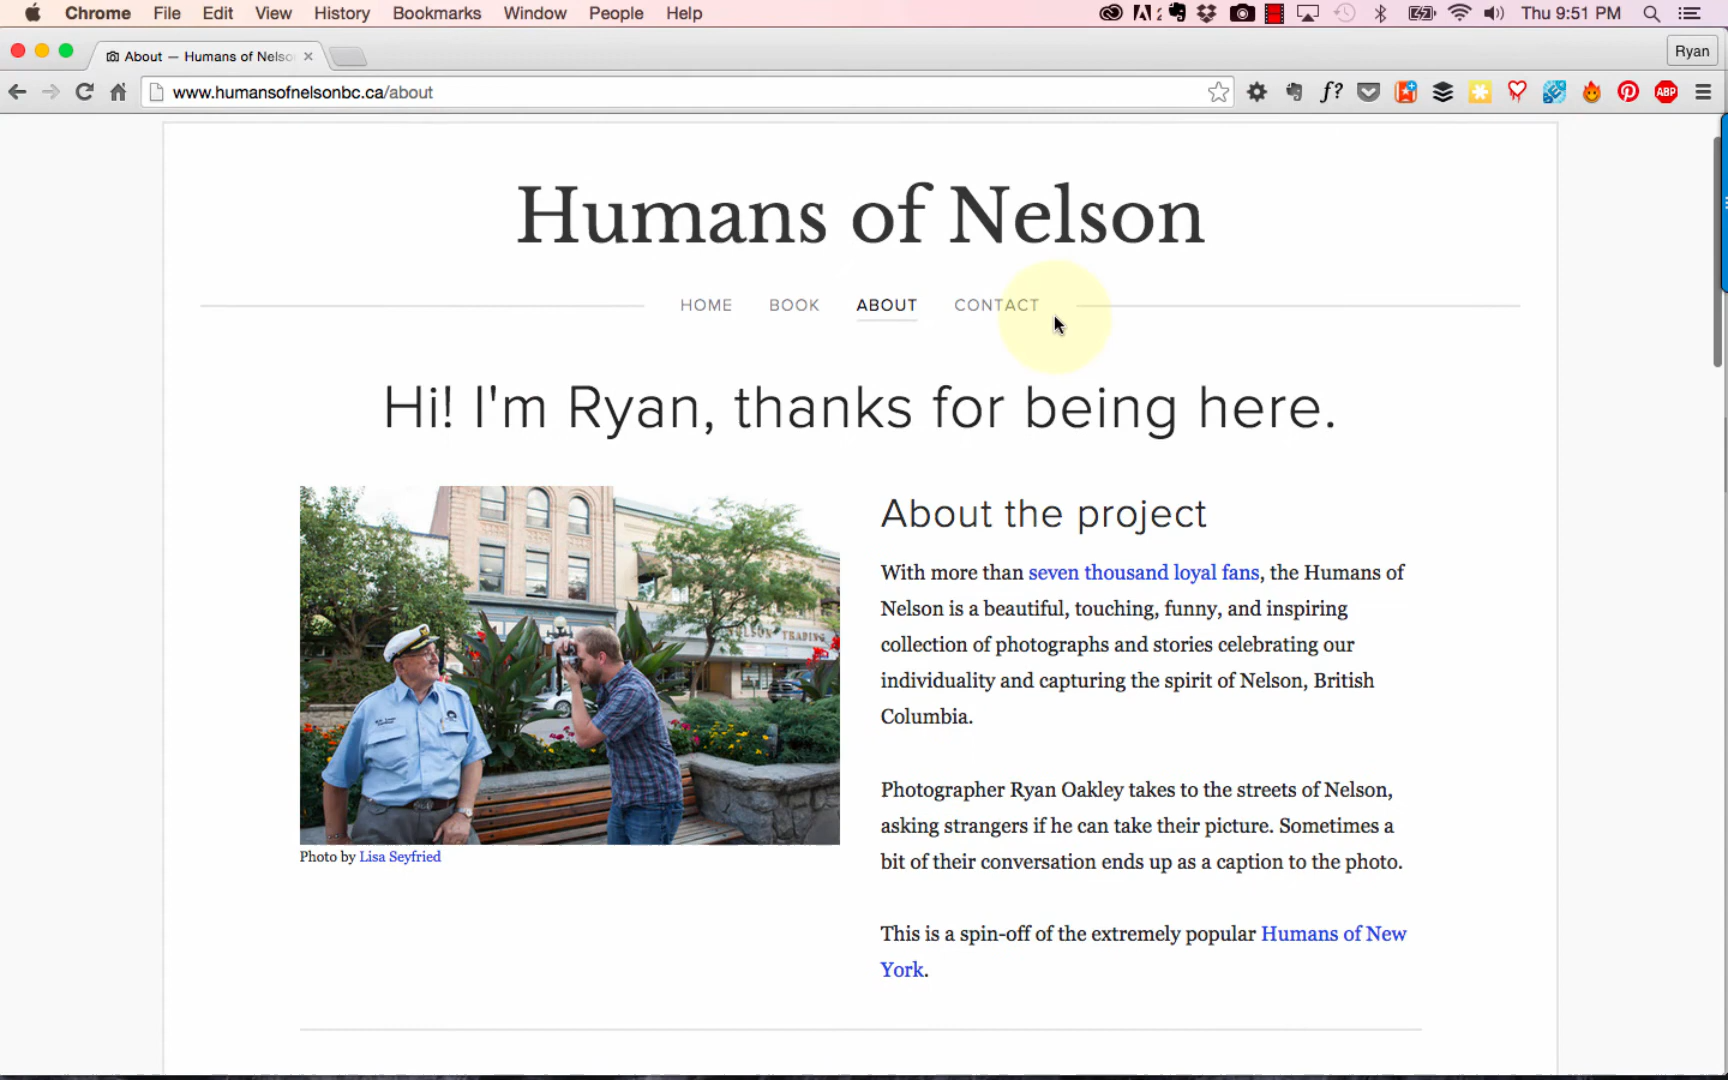 Chrome File Edit View History Bookmarks Window People Help Thu 9:51 PM
About — Humans of Nelso
Ryan
www.humansofnelsonbc.ca/about
f? ABP
Humans of Nelson
HOME BOOK ABOUT CONTACT
Hi! I'm Ryan, thanks for being here.
NELSON TRADING
About the project
With more than seven thousand loyal fans, the Humans of
Nelson is a beautiful, touching, funny, and inspiring
collection of photographs and stories celebrating our
individuality and capturing the spirit of Nelson, British
Columbia.
Photographer Ryan Oakley takes to the streets of Nelson,
asking strangers if he can take their picture. Sometimes a
bit of their conversation ends up as a caption to the photo.
This is a spin-off of the extremely popular Humans of New
York.
Photo by Lisa Seyfried